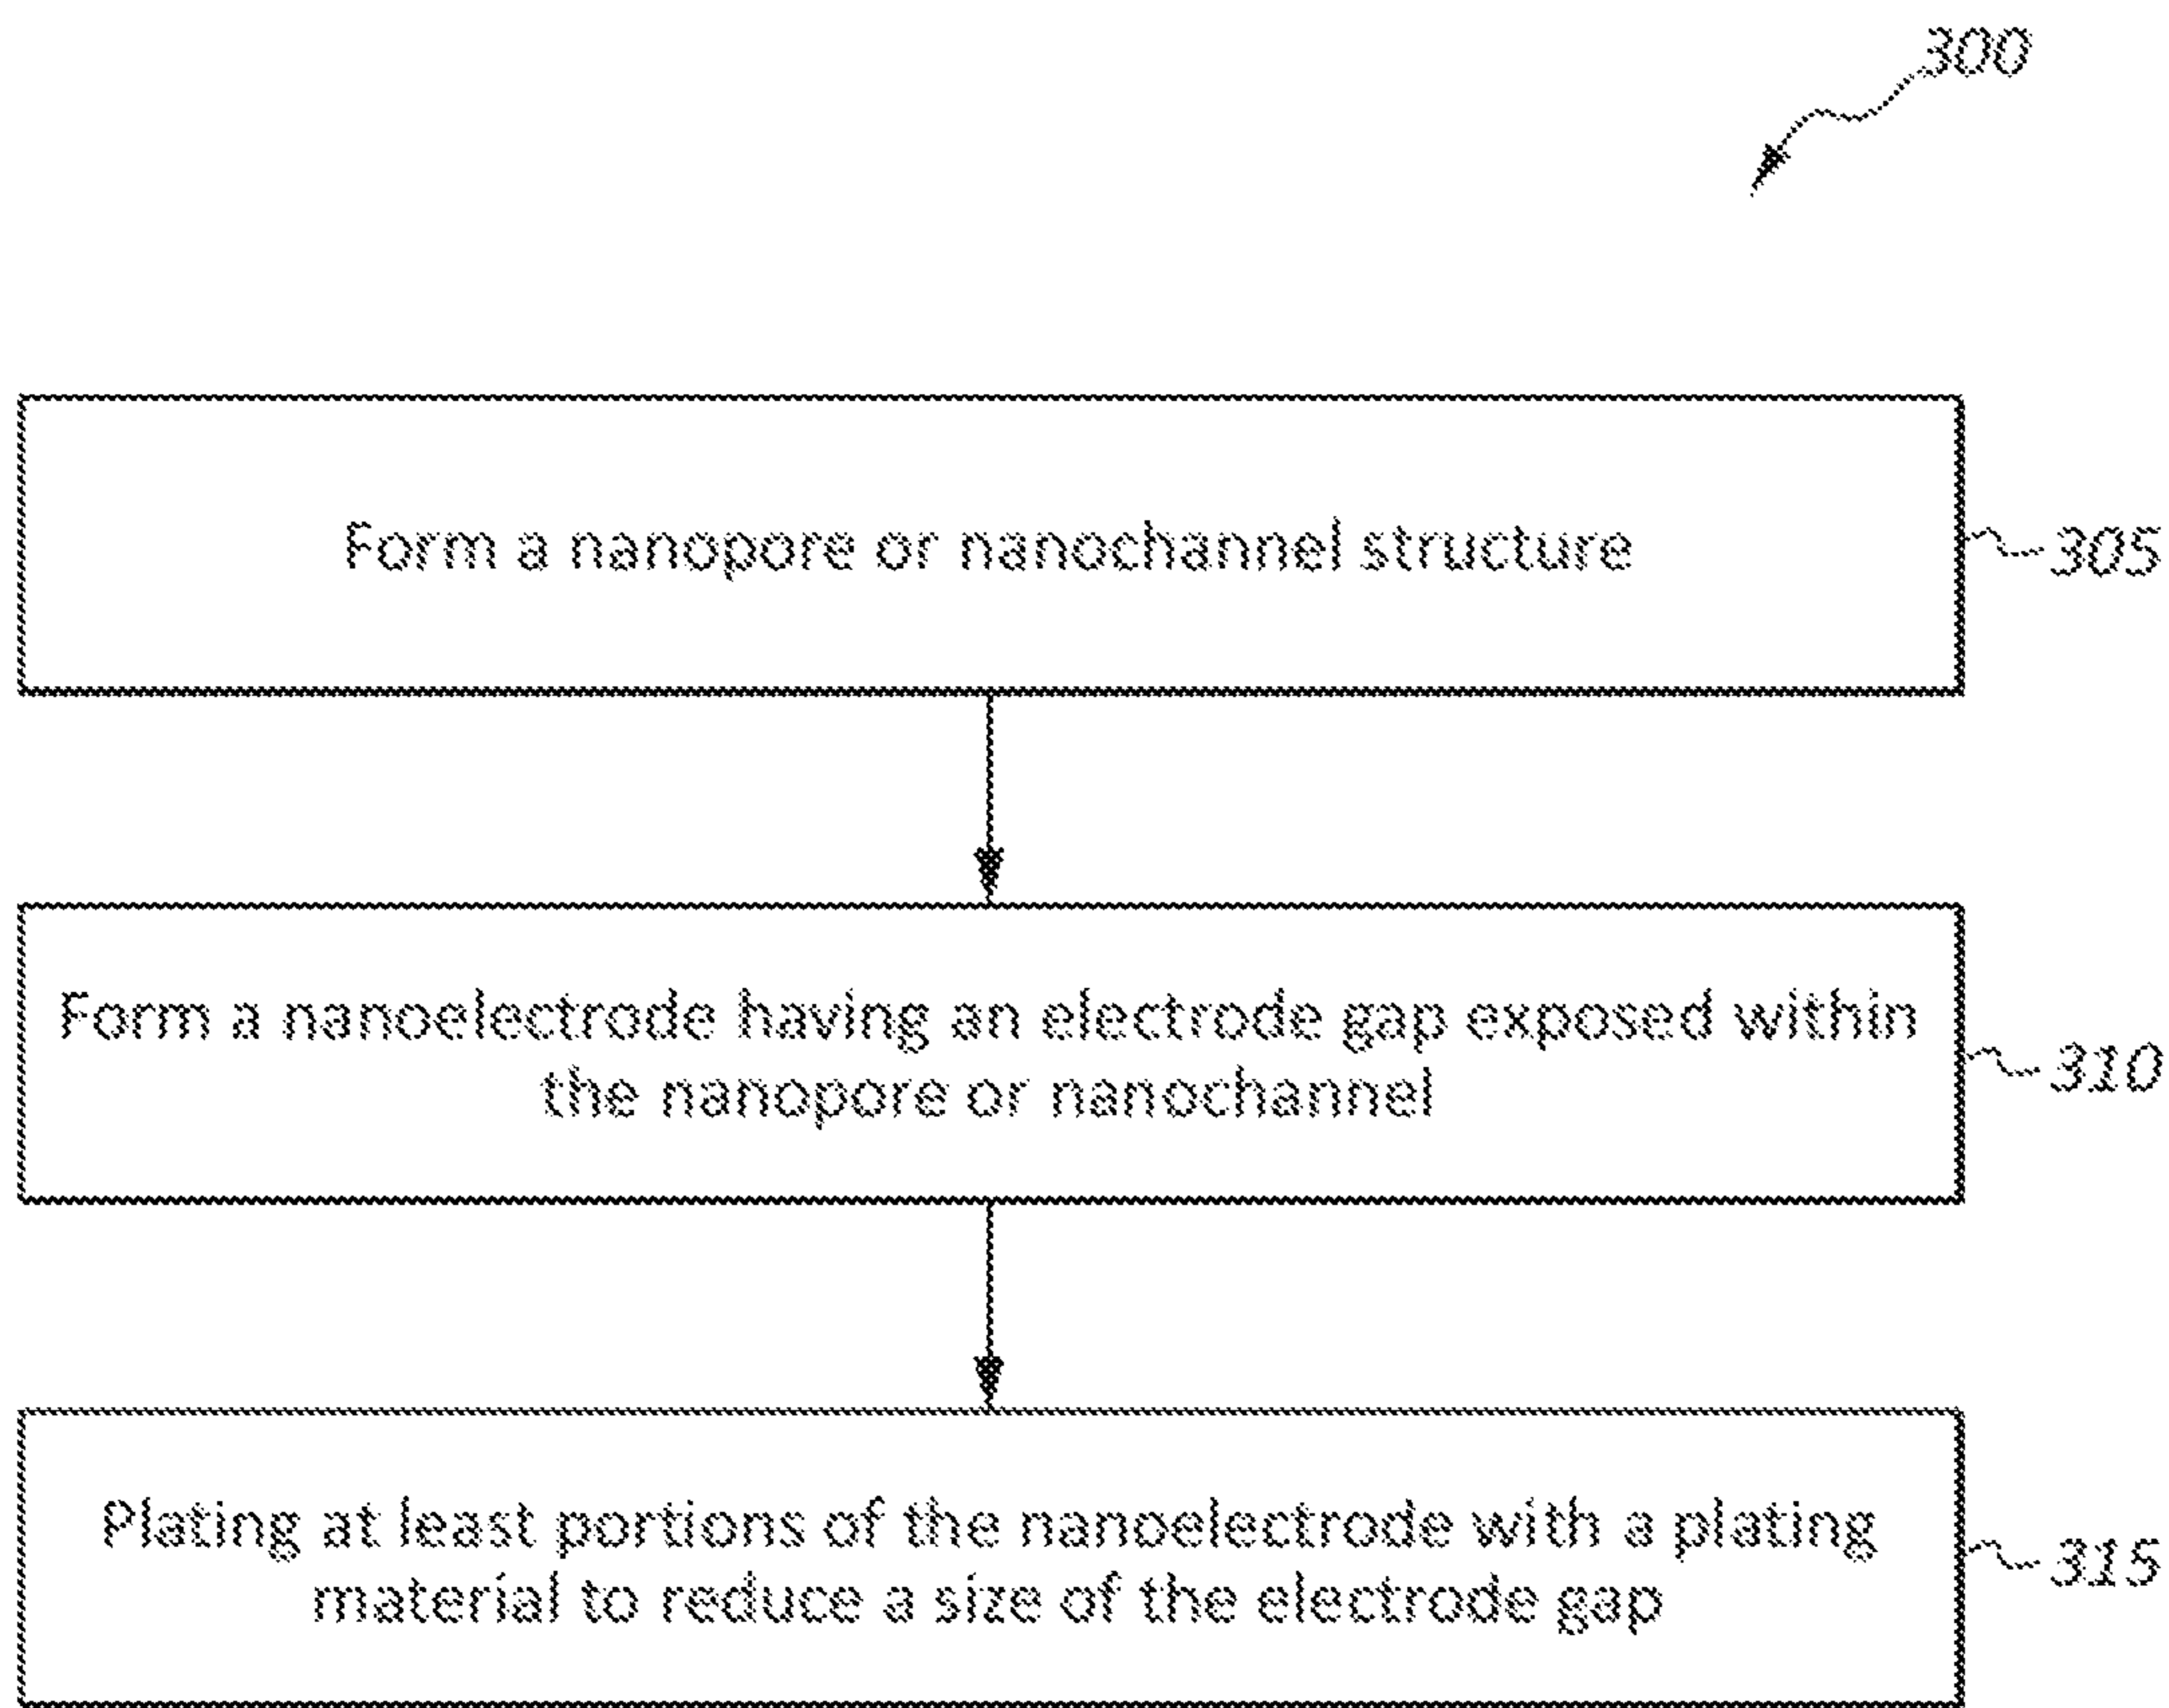 300
Form a nanopore or nanochannel structure
305
Form a nanoelectrode having an electrode gap exposed within
the nanopore or nanochannel
310
Plating at least portions of the nanoelectrode with a plating
material to reduce a size of the electrode gap
315